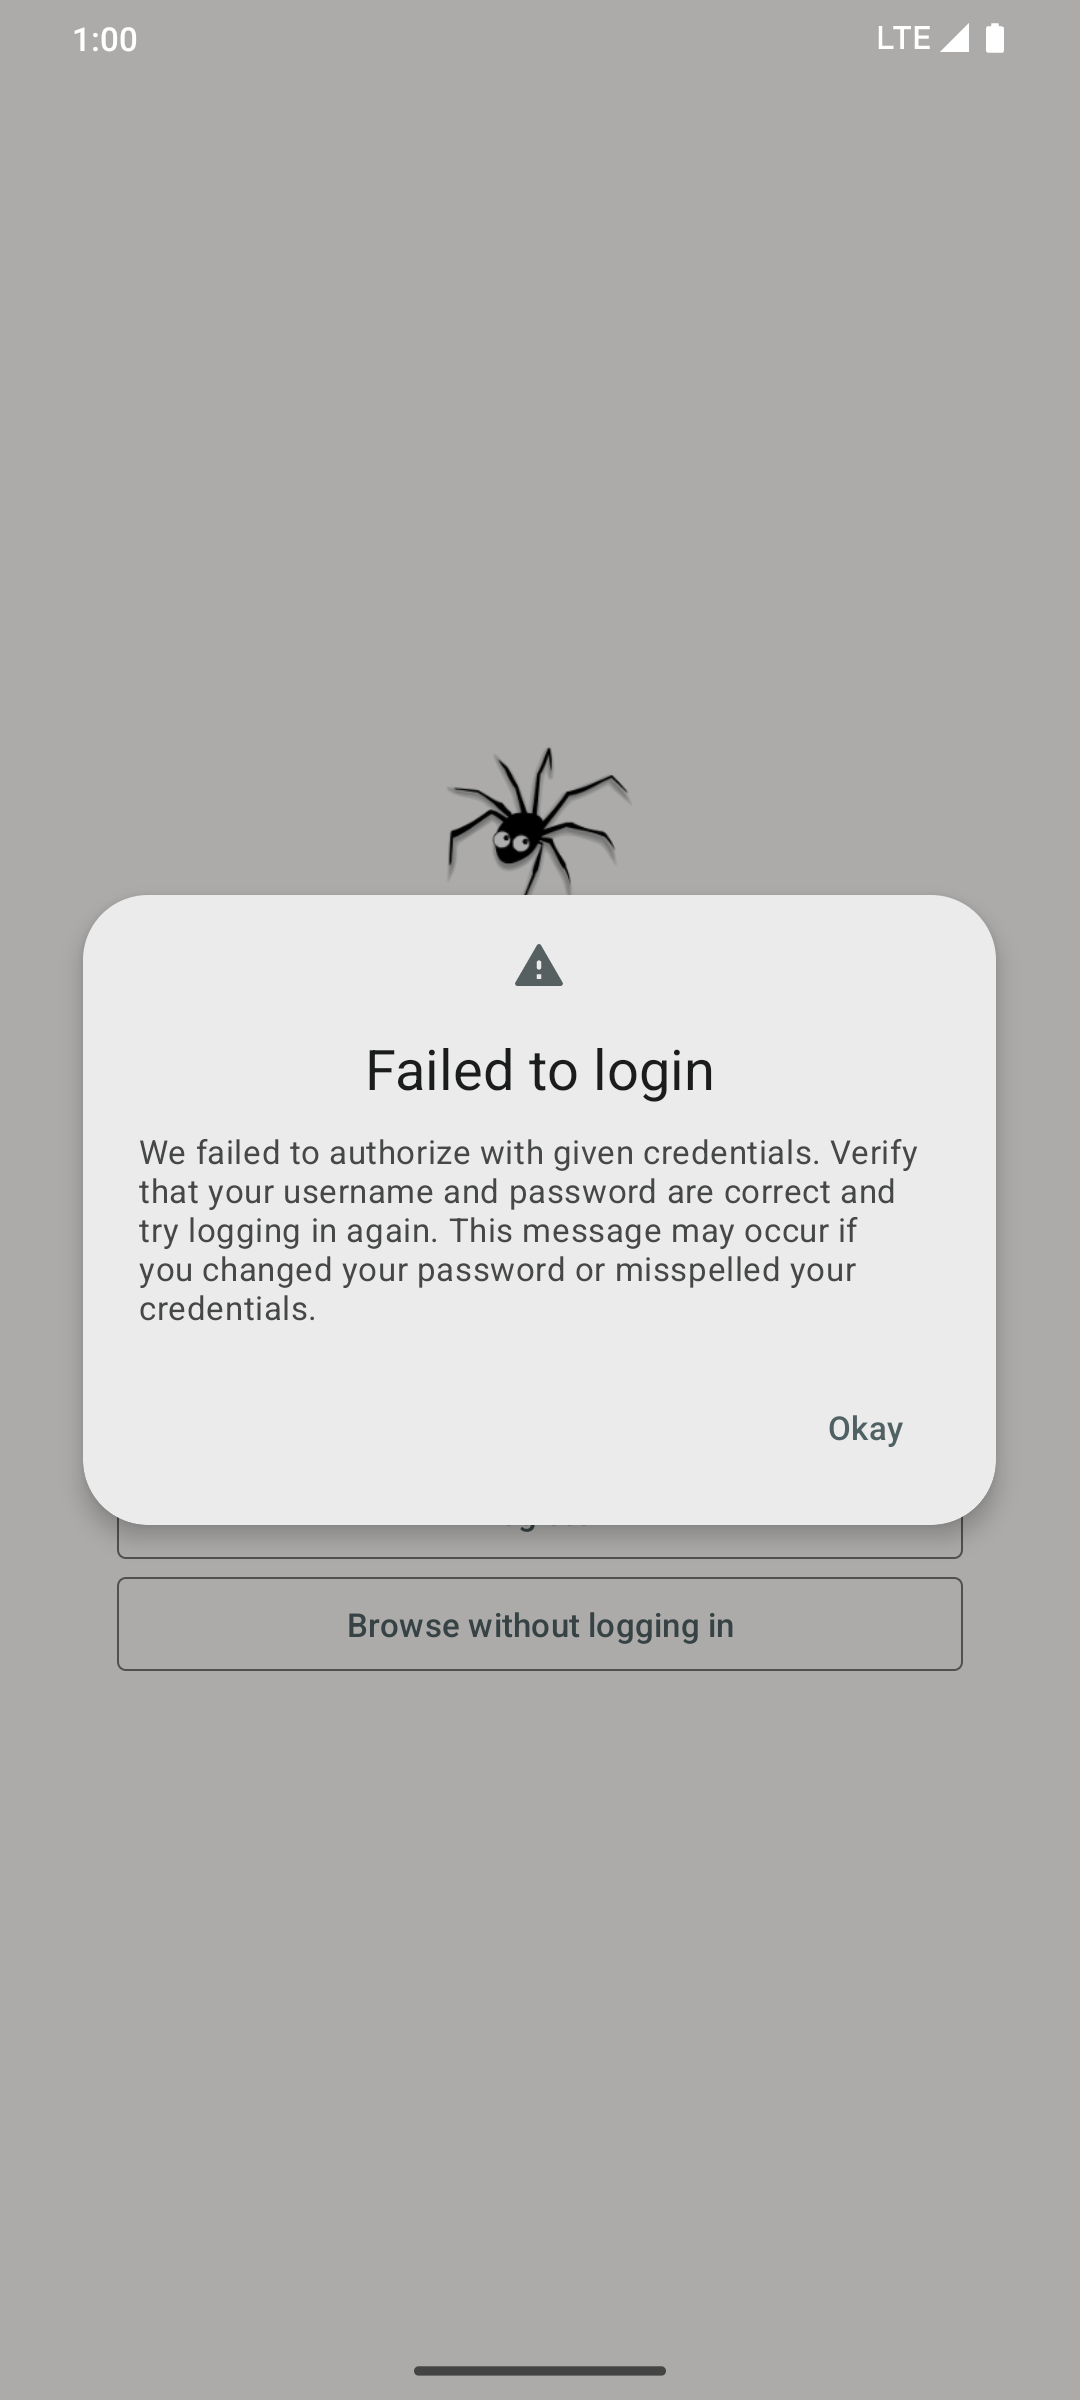 1:00
LTE
Failed to login
We failed to authorize with given credentials. Verify
that your username and password are correct and
try logging in again. This message may occur if
you changed your password or misspelled your
credentials.
Okay
Browse without logging in